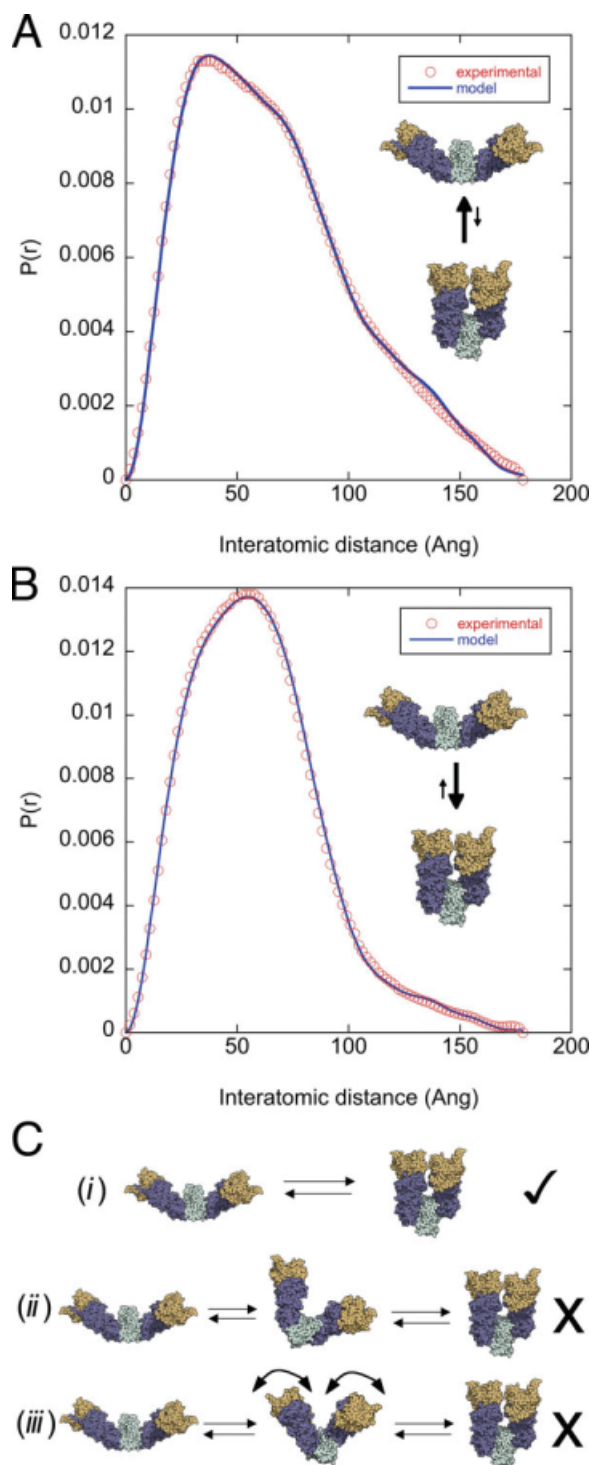 A
0.012
0.01
0.008
0.006
0.004
0.002
0
P(r)
experimental
model
0 50 100 150 200
Interatomic distance (Ang)
B
0.014
0.012
0.01
0.008
0.006
0.004
0.002
0
P(r)
experimental
model
0 50 100 150 200
Interatomic distance (Ang)
C
(i)
(ii)
X
(iii)
X